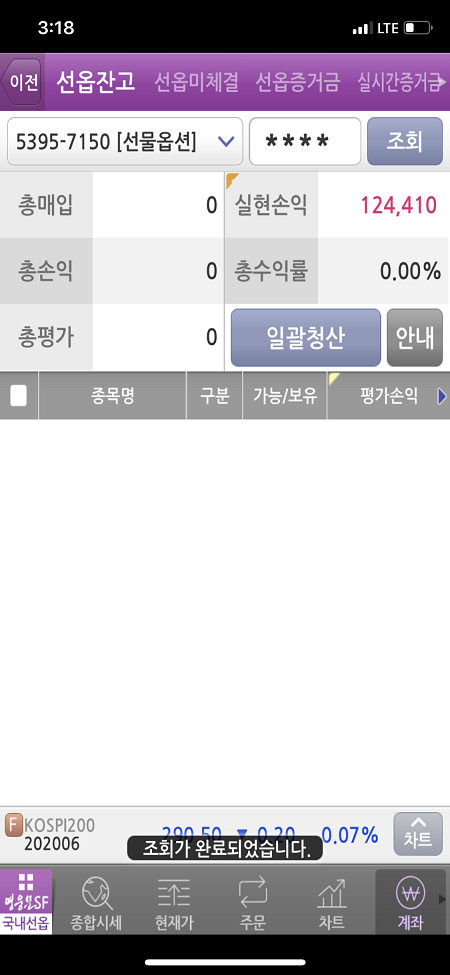 3:18 LTE
이전 선옵잔고 선옵미체결 선옵증거금 실시간증거금
5395-7150 [선물옵션] **** 조회
총매입 0 실현손익 124,410
총손익 0 총수익률 0.00%
총평가 0 일괄청산 안내
종목명 구분 가능/보유 평가손익
F KOSPI200
202006 290.50 ▼ 0.20 0.07% 차트
조회가 완료되었습니다.
영웅문SF
국내선옵 종합시세 현재가 주문 차트 계좌